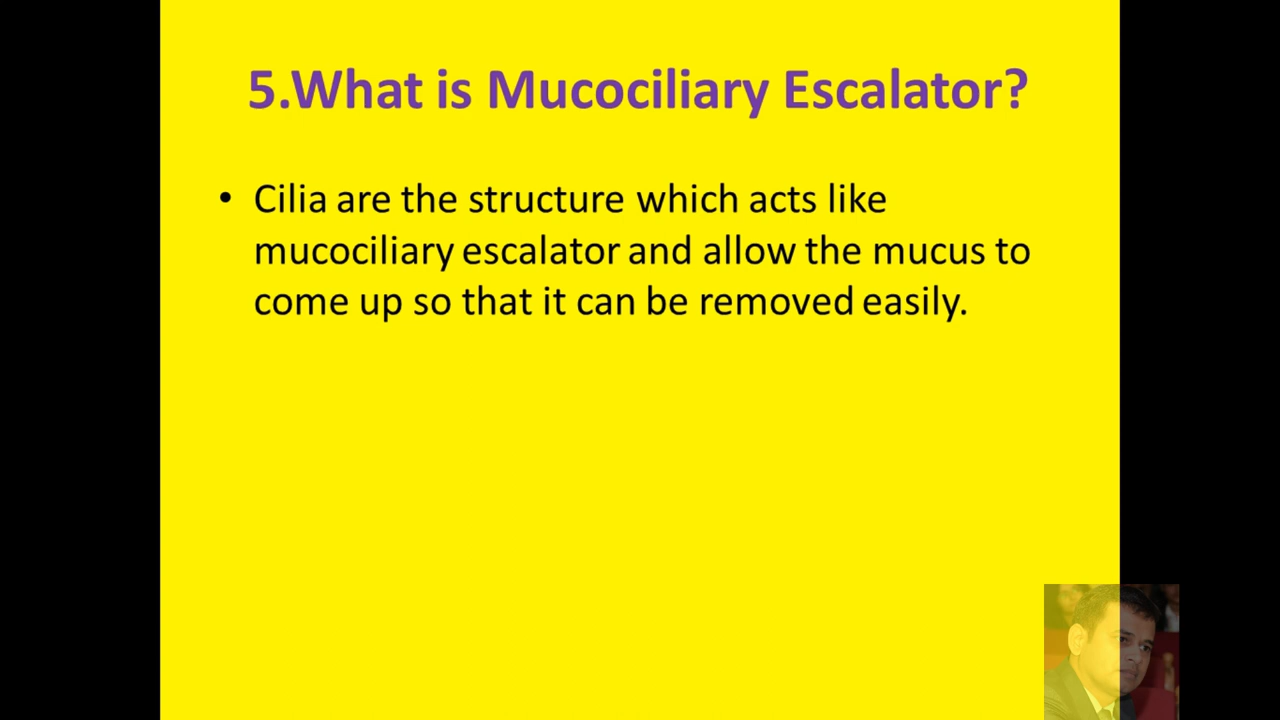 5.What is Mucociliary Escalator?
• Cilia are the structure which acts like
mucociliary escalator and allow the mucus to
come up so that it can be removed easily.